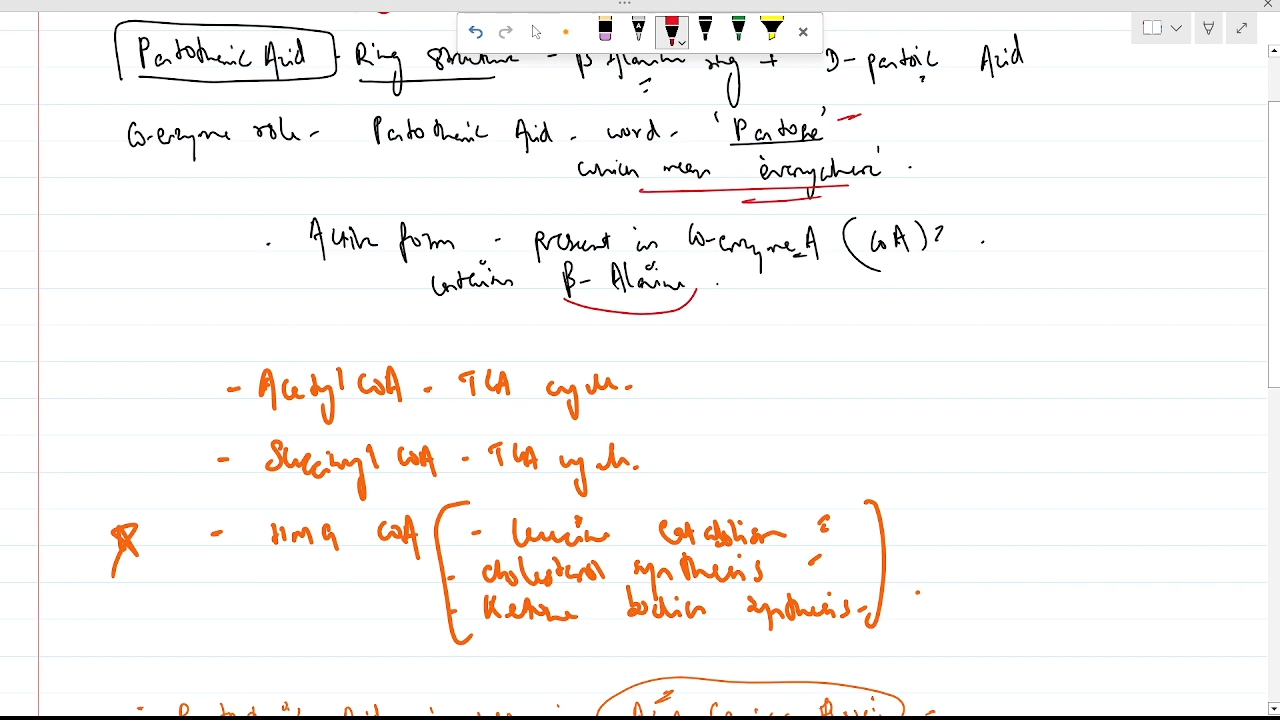 Pantothenic Acid - Ring structure - β Alanine ring + D-pantoic Acid
Co-enzyme role - Pantothenic Acid - word - 'Pantose'
which mean 'everywhere'.
. Active form - present in Co-enzyme A (CoA)? .
contains β- Alanine .
- Acetyl CoA - TCA cycle.
- Succinyl CoA - TCA cycle.
- HMG CoA - leucine catabolism
- cholesterol synthesis
- Ketone bodies synthesis -